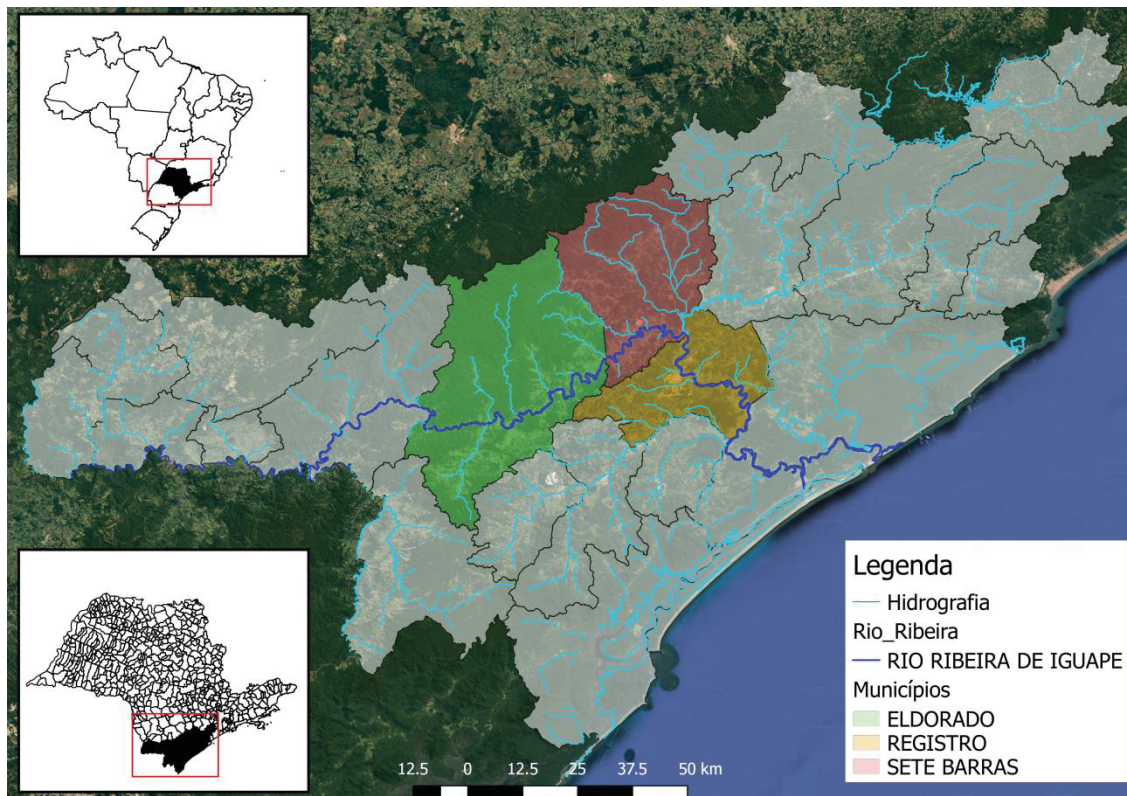 Legenda
Hidrografia
Rio_Ribeira
RIO RIBEIRA DE IGUAPE
Municípios
ELDORADO
REGISTRO
SETE BARRAS
12.5 0 12.5 25 37.5 50 km